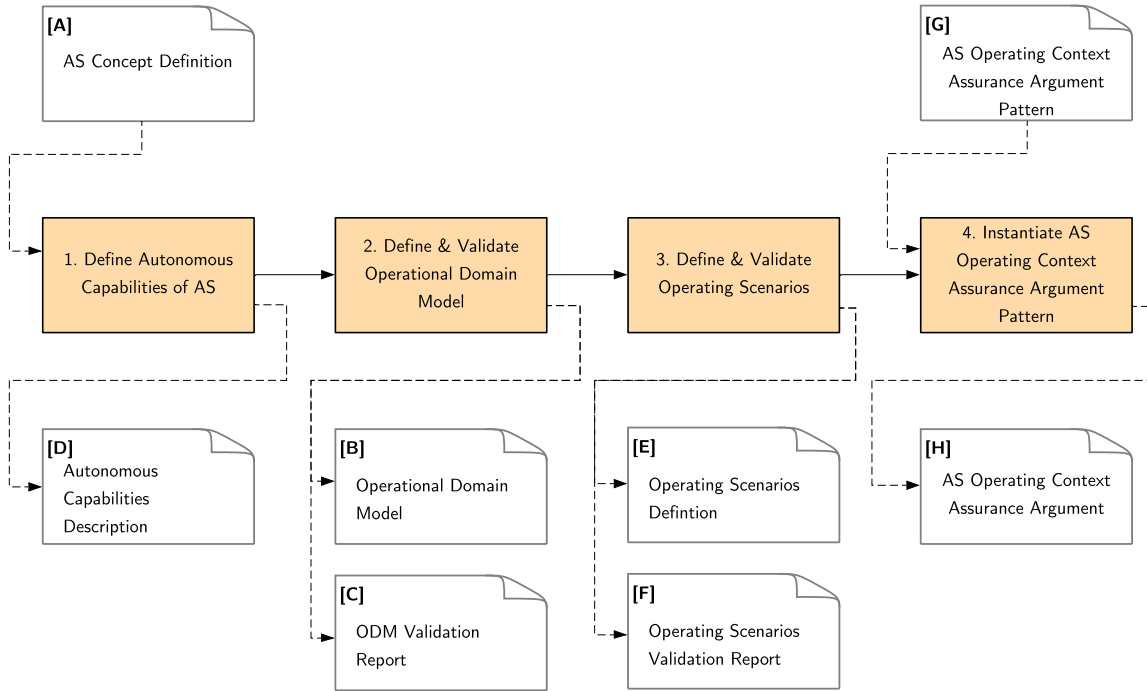 [A]
AS Concept Definition
[G]
AS Operating Context
Assurance Argument
Pattern
1. Define Autonomous
Capabilities of AS
2. Define & Validate
Operational Domain
Model
3. Define & Validate
Operating Scenarios
4. Instantiate AS
Operating Context
Assurance Argument
Pattern
[D]
Autonomous
Capabilities
Description
[B]
Operational Domain
Model
[E]
Operating Scenarios
Defintion
[H]
AS Operating Context
Assurance Argument
[C]
ODM Validation
Report
[F]
Operating Scenarios
Validation Report